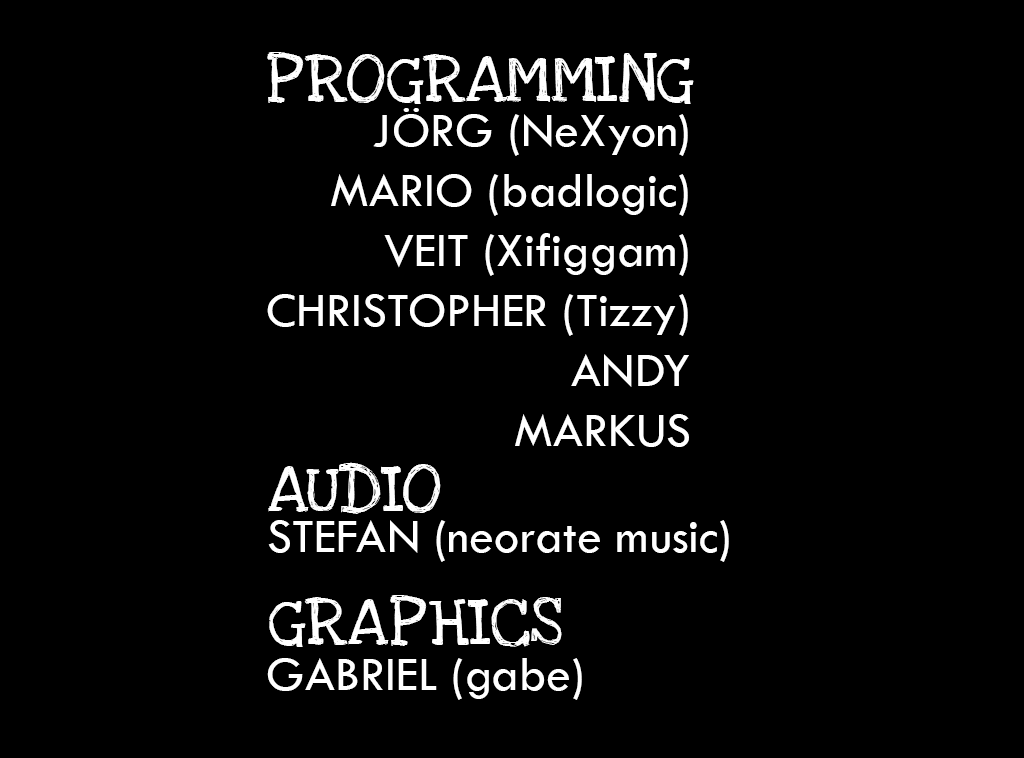 PROGRAMMING
JÖRG (NeXyon)
MARIO (badlogic)
VEIT (Xifiggam)
CHRISTOPHER (Tizzy)
ANDY
MARKUS
AUDIO
STEFAN (neorate music)
GRAPHICS
GABRIEL (gabe)